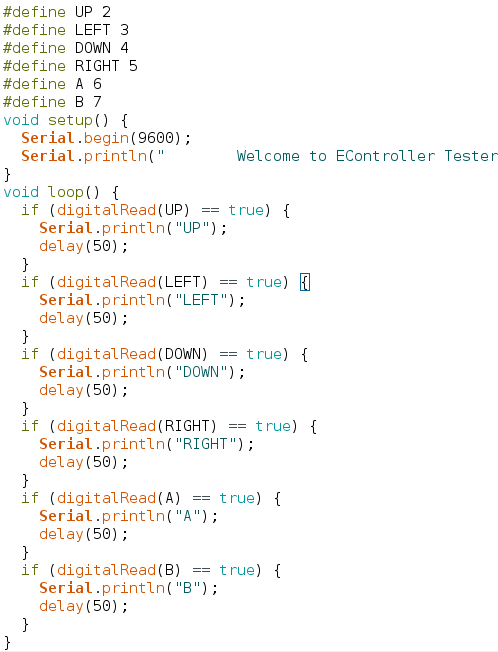 #define UP 2
#define LEFT 3
#define DOWN 4
#define RIGHT 5
#define A 6
#define B 7
void setup() {
  Serial.begin(9600);
  Serial.println("        Welcome to EController Tester
}
void loop() {
  if (digitalRead(UP) == true) {
    Serial.println("UP");
    delay(50);
  }
  if (digitalRead(LEFT) == true) {
    Serial.println("LEFT");
    delay(50);
  }
  if (digitalRead(DOWN) == true) {
    Serial.println("DOWN");
    delay(50);
  }
  if (digitalRead(RIGHT) == true) {
    Serial.println("RIGHT");
    delay(50);
  }
  if (digitalRead(A) == true) {
    Serial.println("A");
    delay(50);
  }
  if (digitalRead(B) == true) {
    Serial.println("B");
    delay(50);
  }
}